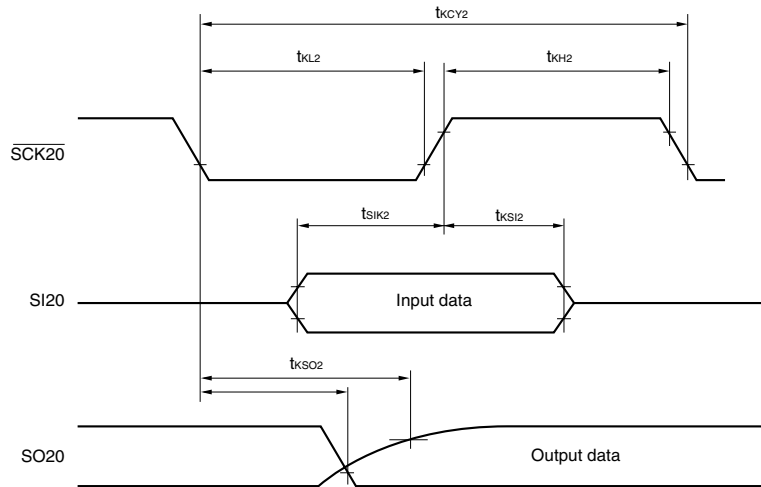 tKCY2
tKL2
tKH2
SCK20
tSIK2
tKSI2
SI20
Input data
tKSO2
SO20
Output data